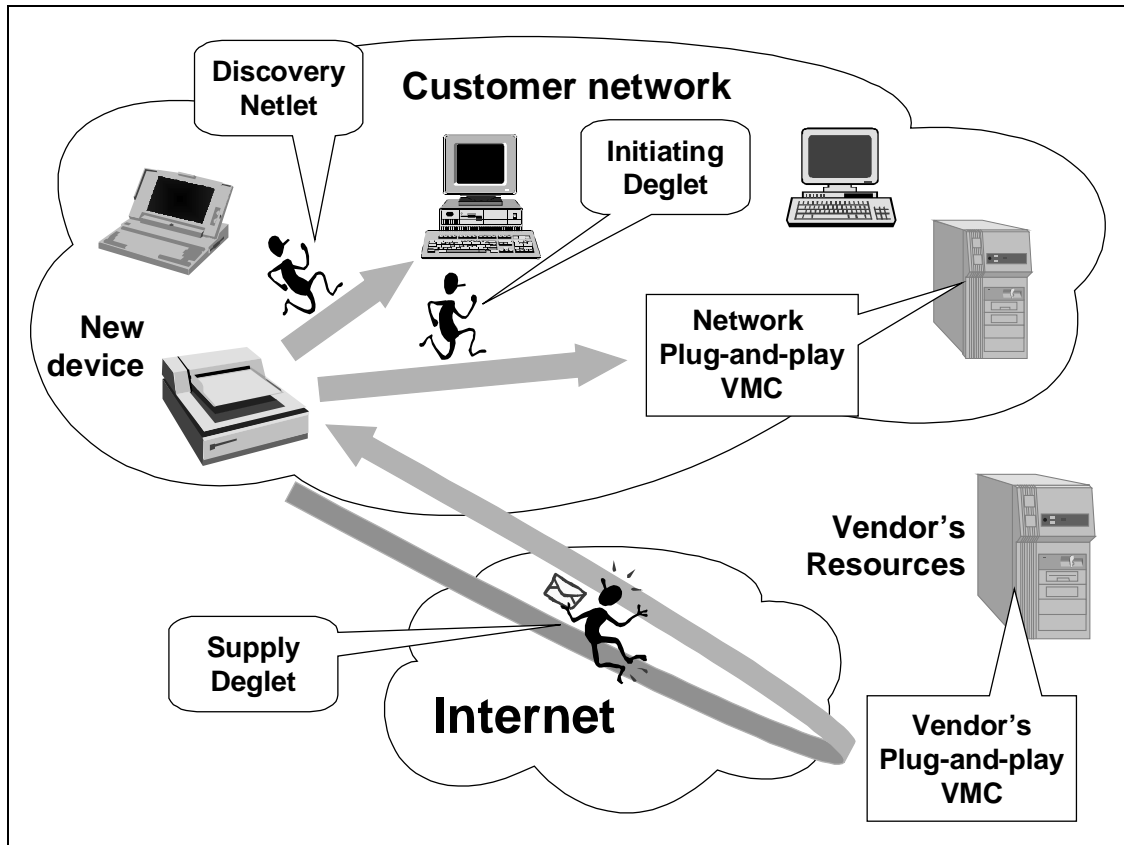 Discovery
Netlet
Customer network
Initiating
Deglet
New
device
Network
Plug-and-play
VMC
Vendor’s
Resources
Supply
Deglet
Internet
Vendor’s
Plug-and-play
VMC